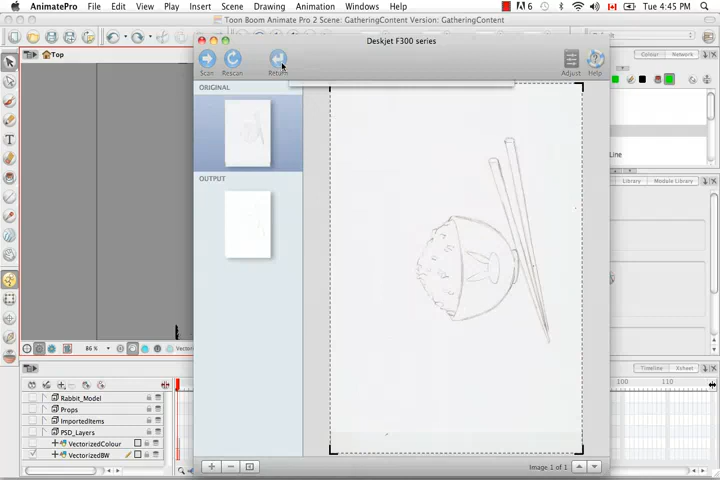 AnimatePro File Edit View Play Insert Scene Drawing Animation Windows Help
6 Tue 4:45 PM
Toon Boom Animate Pro 2 Scene: GatheringContent Version: GatheringContent
Deskjet F300 series
Top
Colour Network
Scan Rescan Return Adjust Help
ORIGINAL
OUTPUT
Line
Library Module Library
86 %
Vector
Timeline Xsheet
100 110
Rabbit_Model
Props
ImportedItems
PSD_Layers
VectorizedColour
VectorizedBW
Image 1 of 1